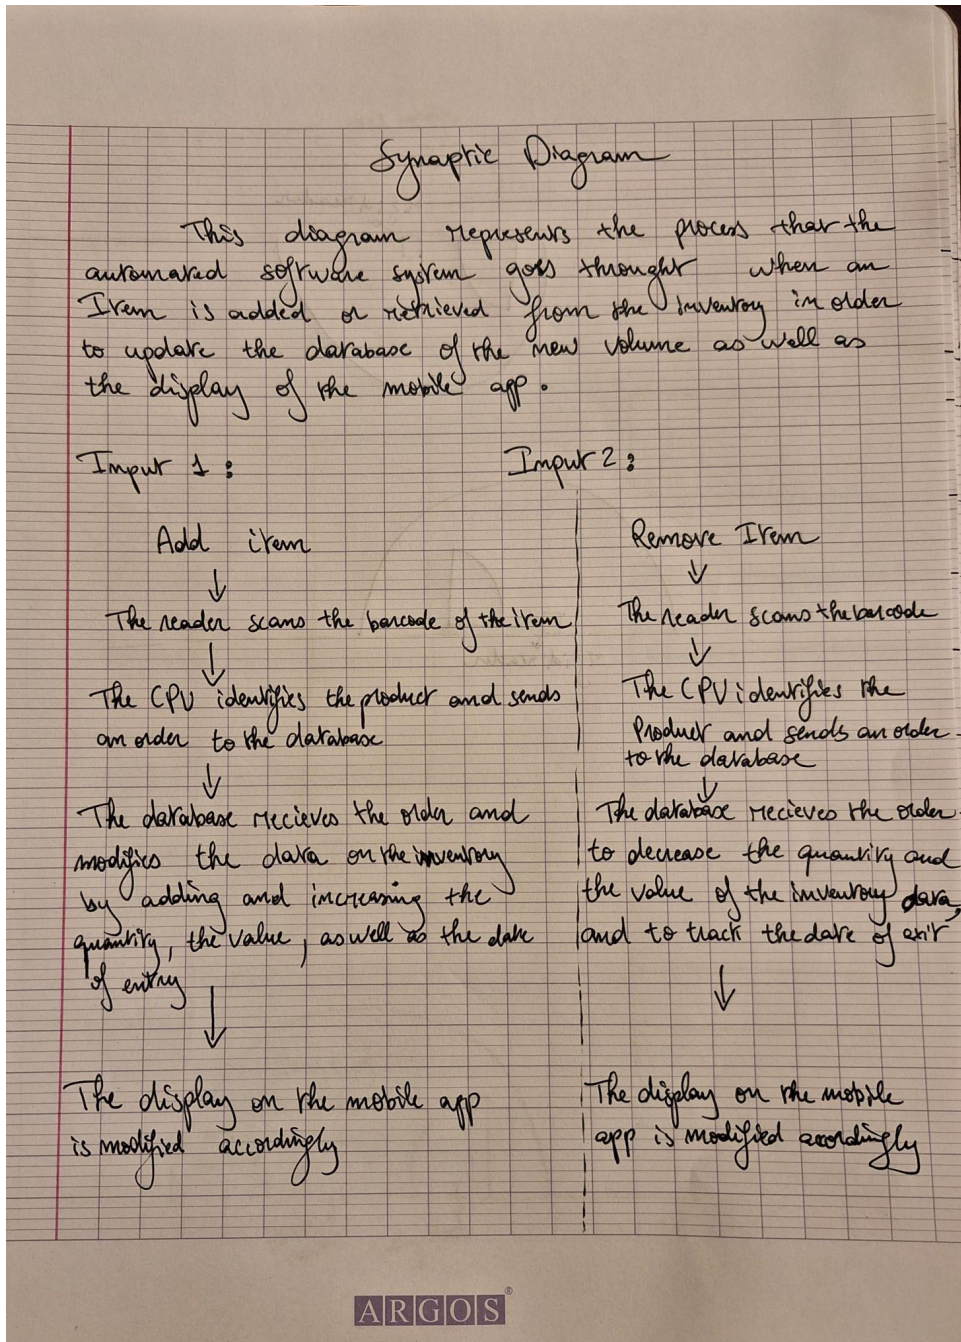 Synaptic Diagram
This diagram represents the process that the
automated software system goes throught when an
Item is added or retrieved from the inventory in order
to update the database of the new volume as well as
the display of the mobile app.
Input 1 :
Add item
↓
The reader scans the barcode of the item
↓
The CPU identifies the product and sends
an order to the database
↓
The database recieves the order and
modifies the data on the inventory
by adding and increasing the
quantity, the value, as well as the date
of entry
↓
The display on the mobile app
is modified accordingly
Input 2 :
Remove Item
↓
The reader scans the barcode
↓
The CPU identifies the
Product and sends an order
to the database
↓
The database recieves the order
to decrease the quantity and
the value of the inventory data,
and to track the date of exit
↓
The display on the mobile
app is modified accordingly
ARGOS®